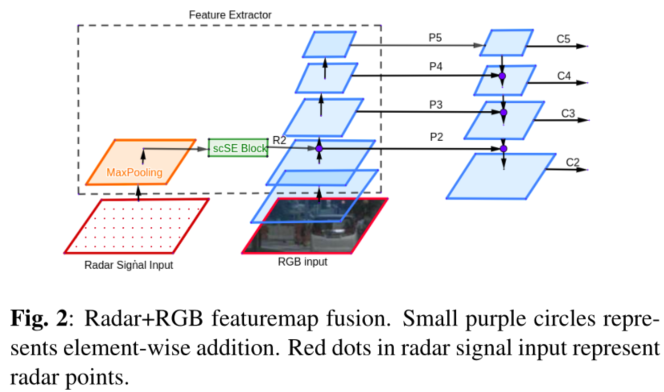 Feature Extractor
P5
C5
P4
C4
P3
C3
R2
P2
C2
scSE Block
MaxPooling
Radar Signal Input
RGB input
Fig. 2: Radar+RGB featuremap fusion. Small purple circles repre-
sents element-wise addition. Red dots in radar signal input represent
radar points.